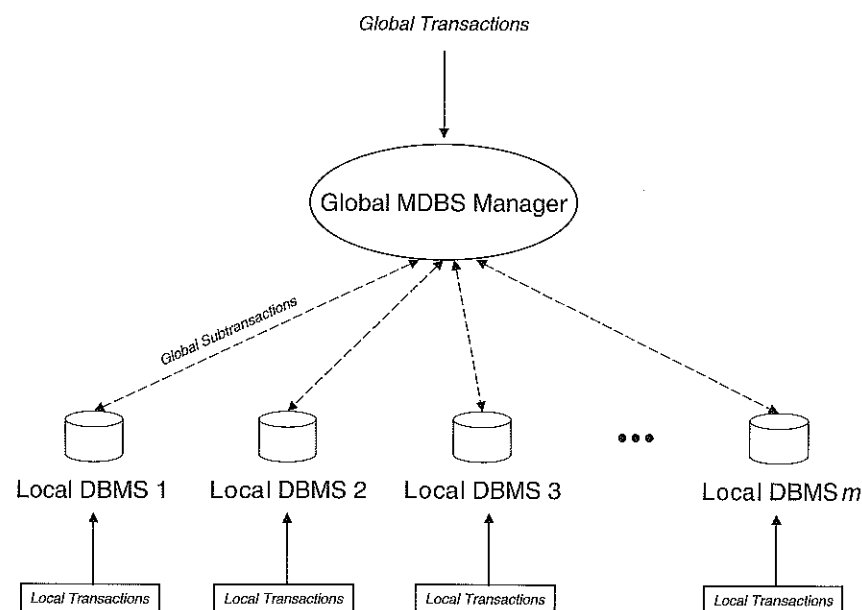 Global Transactions
Global MDBS Manager
Global Subtransactions
Local DBMS 1
Local DBMS 2
Local DBMS 3
Local DBMS m
Local Transactions
Local Transactions
Local Transactions
Local Transactions